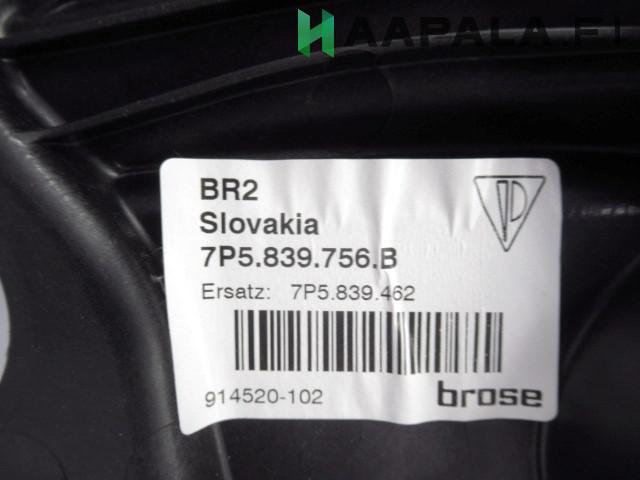 HAAPALA.FI
BR2
Slovakia
7P5.839.756.B
Ersatz: 7P5.839.462
914520-102
brose